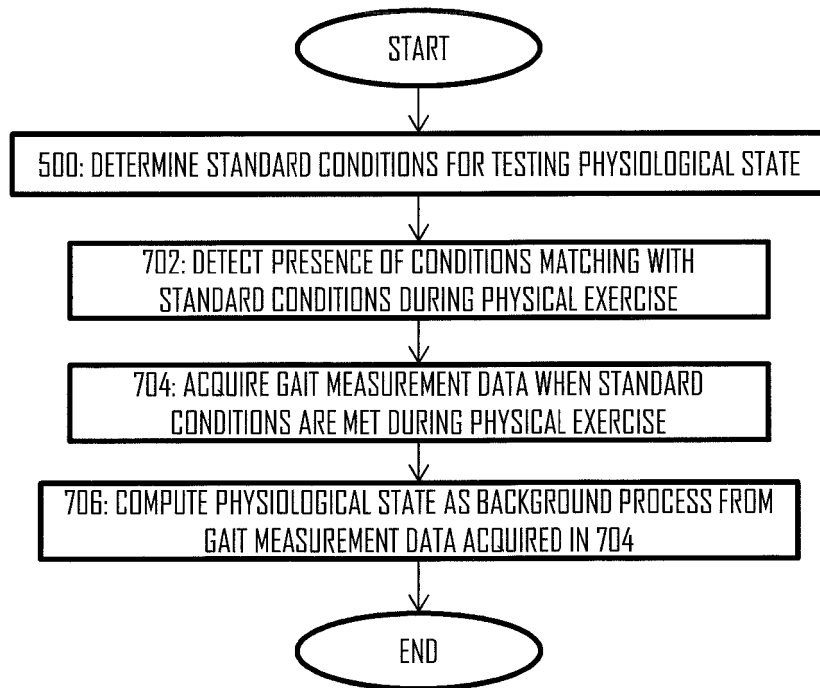 START
500: DETERMINE STANDARD CONDITIONS FOR TESTING PHYSIOLOGICAL STATE
702: DETECT PRESENCE OF CONDITIONS MATCHING WITH
STANDARD CONDITIONS DURING PHYSICAL EXERCISE
704: ACQUIRE GAIT MEASUREMENT DATA WHEN STANDARD
CONDITIONS ARE MET DURING PHYSICAL EXERCISE
706: COMPUTE PHYSIOLOGICAL STATE AS BACKGROUND PROCESS FROM
GAIT MEASUREMENT DATA ACQUIRED IN 704
END